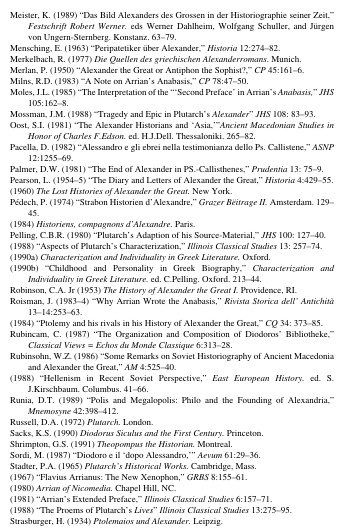 Meister, K. (1989) “Das Bild Alexanders des Grossen in der Historiographie seiner Zeit,”
Festschrift Robert Werner. eds Werner Dahlheim, Wolfgang Schuller, and Jürgen
von Ungern-Sternberg. Konstanz. 63–79.
Mensching, E. (1963) “Peripatetiker über Alexander,” Historia 12:274–82.
Merkelbach, R. (1977) Die Quellen des griechischen Alexanderromans. Munich.
Merlan, P. (1950) “Alexander the Great or Antiphon the Sophist?,” CP 45:161–6.
Milns, R.D. (1983) “A Note on Arrian’s Anabasis,” CP 78:47–50.
Moles, J.L. (1985) “The Interpretation of the “‘Second Preface’ in Arrian’s Anabasis,” JHS
105:162–8.
Mossman, J.M. (1988) “Tragedy and Epic in Plutarch’s Alexander” JHS 108: 83–93.
Oost, S.I. (1981) “The Alexander Historians and ‘Asia,’”Ancient Macedonian Studies in
Honor of Charles F.Edson. ed. H.J.Dell. Thessaloniki. 265–82.
Pacella, D. (1982) “Alessandro e gli ebrei nella testimonianza dello Ps. Callistene,” ASNP
12:1255–69.
Palmer, D.W. (1981) “The End of Alexander in PS.-Callisthenes,” Prudentia 13: 75–9.
Pearson, L. (1954–5) “The Diary and Letters of Alexander the Great,” Historia 4:429–55.
(1960) The Lost Histories of Alexander the Great. New York.
Pédech, P. (1974) “Strabon Historien d’Alexandre,” Grazer Beiträge II. Amsterdam. 129–
45.
(1984) Historiens, compagnons d’Alexandre. Paris.
Pelling, C.B.R. (1980) “Plutarch’s Adaption of his Source-Material,” JHS 100: 127–40.
(1988) “Aspects of Plutarch’s Characterization,” Illinois Classical Studies 13: 257–74.
(1990a) Characterization and Individuality in Greek Literature. Oxford.
(1990b) “Childhood and Personality in Greek Biography,” Characterization and
Individuality in Greek Literature. ed. C.Pelling. Oxford. 213–44.
Robinson, C.A. Jr (1953) The History of Alexander the Great I. Providence, RI.
Roisman, J. (1983–4) “Why Arrian Wrote the Anabasis,” Rivista Storica dell’ Antichità
13–14:253–63.
(1984) “Ptolemy and his rivals in his History of Alexander the Great,” CQ 34: 373–85.
Rubincam, C. (1987) “The Organization and Composition of Diodoros’ Bibliotheke,”
Classical Views = Echos du Monde Classique 6:313–28.
Rubinsohn, W.Z. (1986) “Some Remarks on Soviet Historiography of Ancient Macedonia
and Alexander the Great,” AM 4:525–40.
(1988) “Hellenism in Recent Soviet Perspective,” East European History. ed. S.
J.Kirschbaum. Columbus. 41–66.
Runia, D.T. (1989) “Polis and Megalopolis: Philo and the Founding of Alexandria,”
Mnemosyne 42:398–412.
Russell, D.A. (1972) Plutarch. London.
Sacks, K.S. (1990) Diodorus Siculus and the First Century. Princeton.
Shrimpton, G.S. (1991) Theopompus the Historian. Montreal.
Sordi, M. (1987) “Diodoro e il ‘dopo Alessandro,’” Aevum 61:29–36.
Stadter, P.A. (1965) Plutarch’s Historical Works. Cambridge, Mass.
(1967) “Flavius Arrianus: The New Xenophon,” GRBS 8:155–61.
(1980) Arrian of Nicomedia. Chapel Hill, NC.
(1981) “Arrian’s Extended Preface,” Illinois Classical Studies 6:157–71.
(1988) “The Proems of Plutarch’s Lives” Illinois Classical Studies 13:275–95.
Strasburger, H. (1934) Ptolemaios und Alexander. Leipzig.